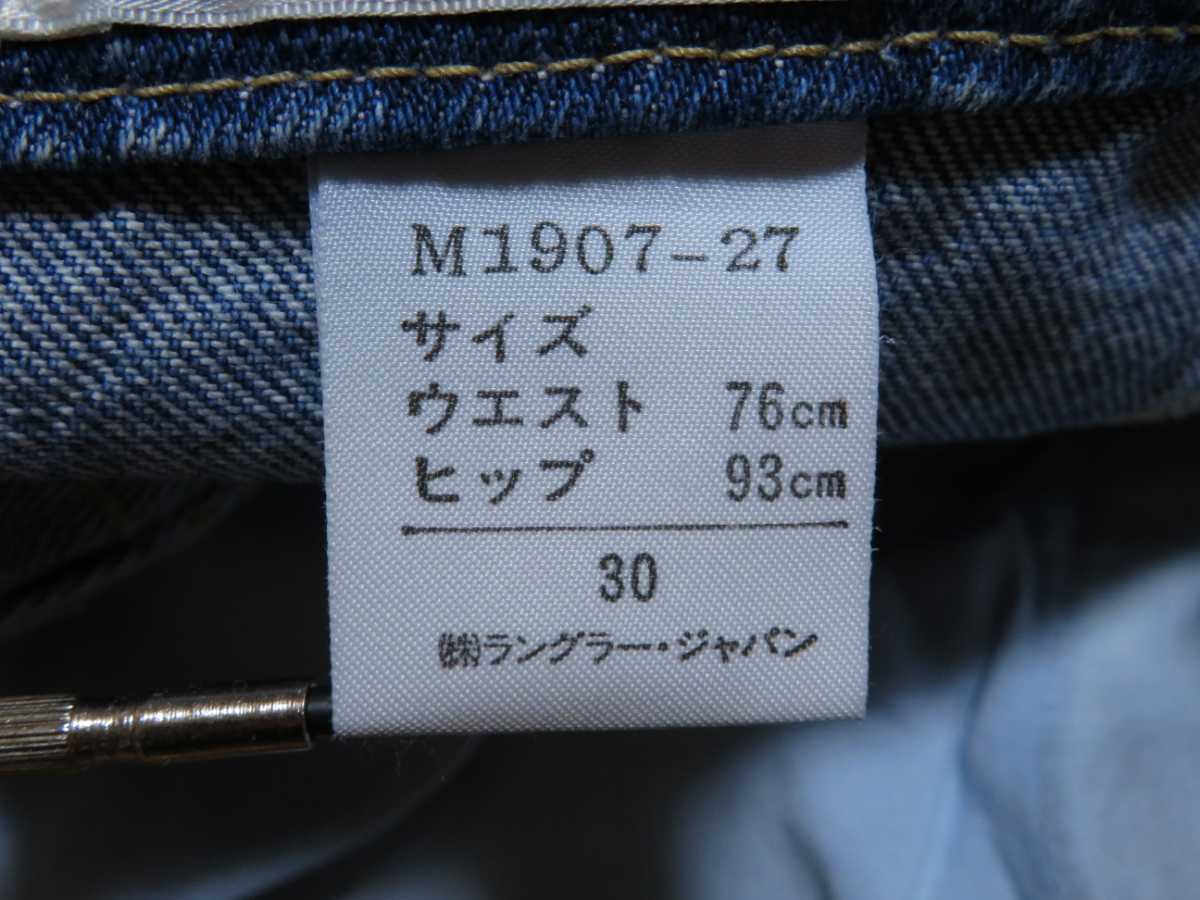 M1907-27
サイズ
ウエスト 76cm
ヒップ 93cm
30
㈱ラングラー・ジャパン